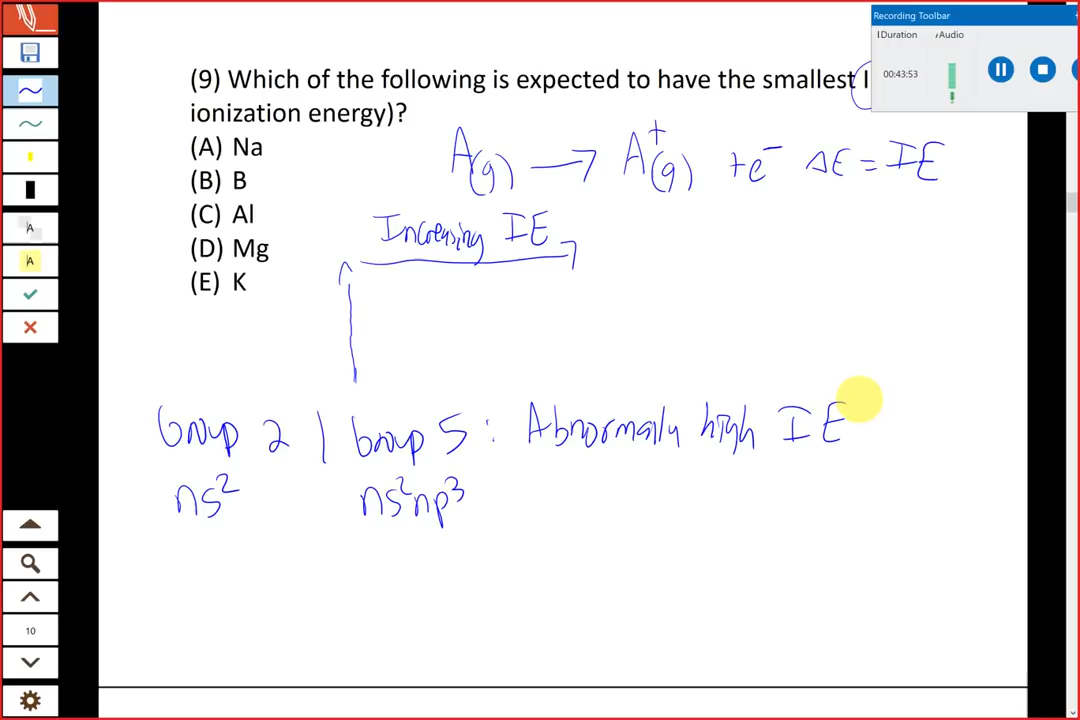 Recording Toolbar
Duration
Audio
00:43:53
(9) Which of the following is expected to have the smallest I
ionization energy)?
(A) Na
(B) B
(C) Al
(D) Mg
(E) K
A(g) → A⁺(g) + e⁻ ΔE = IE
Increasing IE
Group 2 | Group 5 : Abnormally high IE
ns² ns²np³
A
A
10